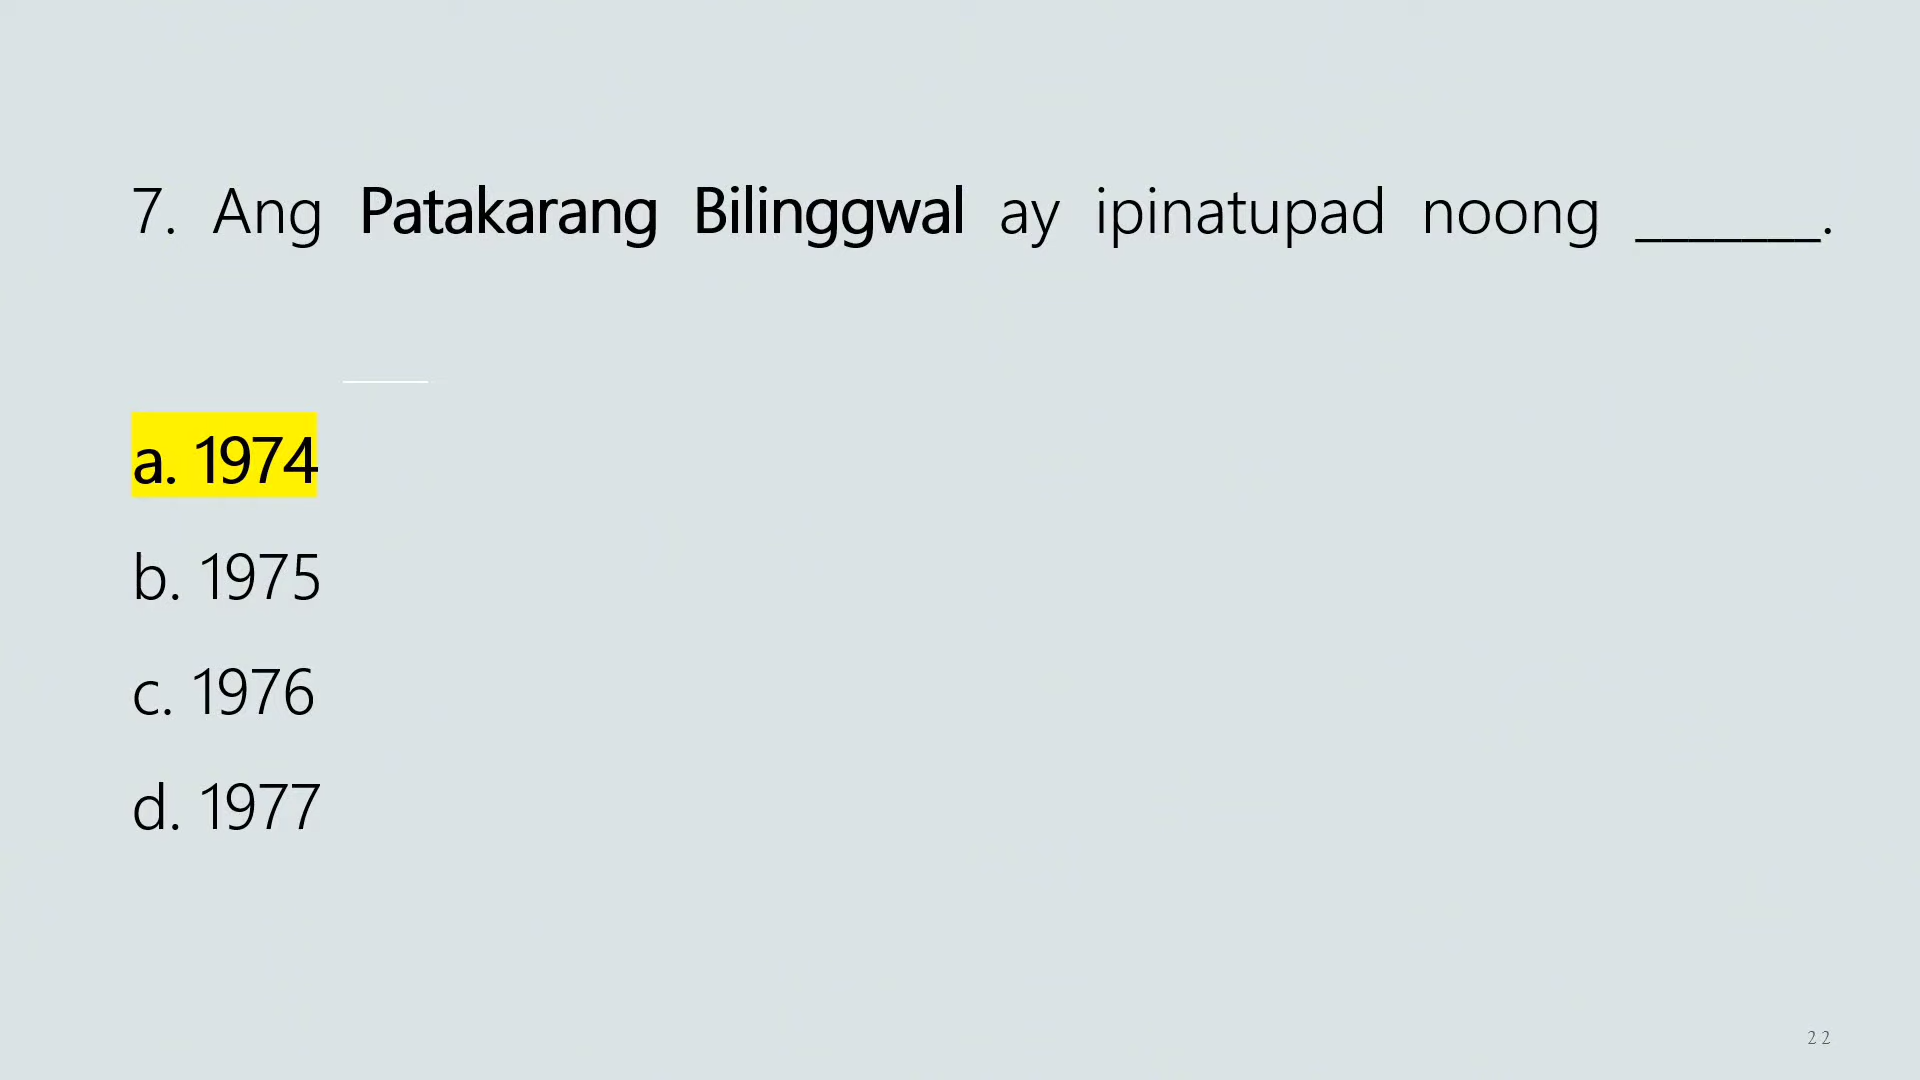 7. Ang Patakarang Bilinggwal ay ipinatupad noong _______.
a. 1974
b. 1975
c. 1976
d. 1977
22